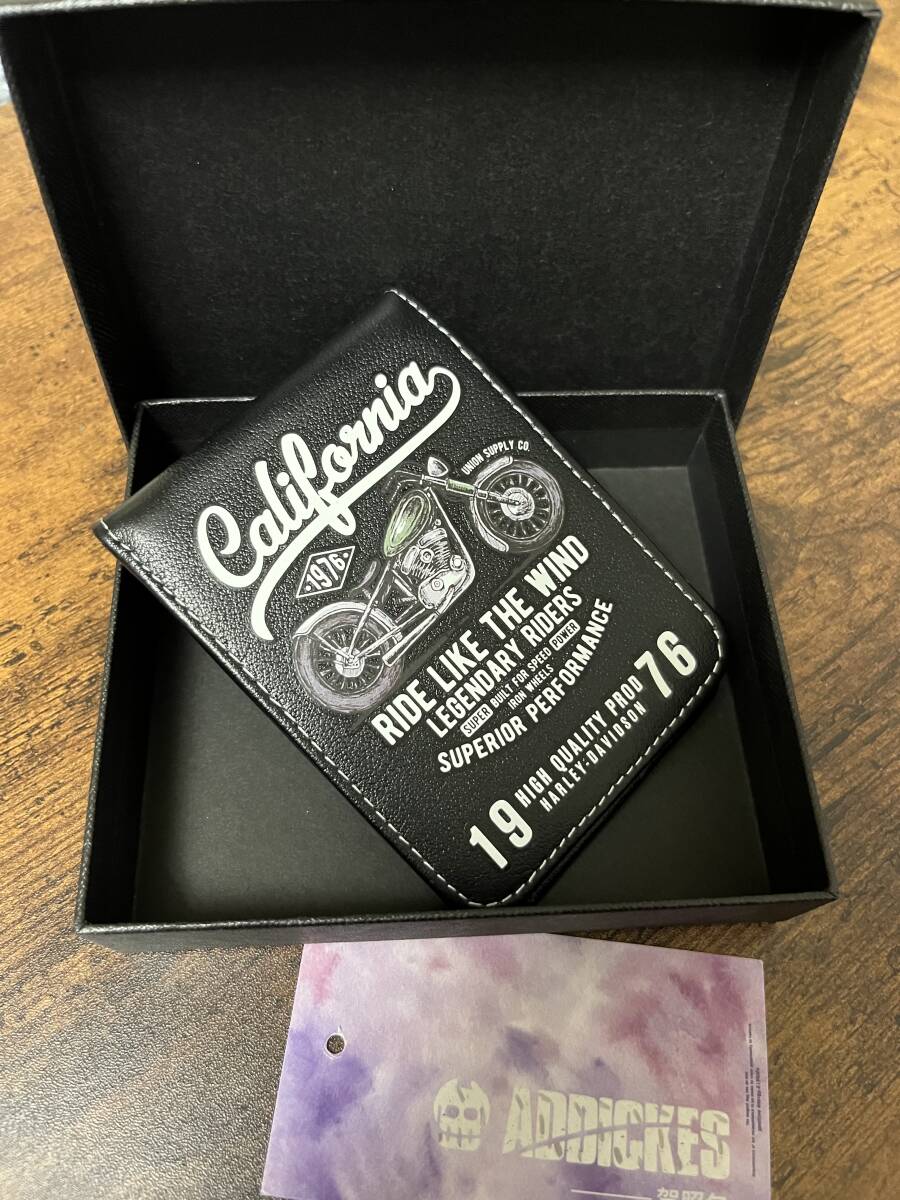 California
UNION SUPPLY CO.
1976
RIDE LIKE THE WIND
LEGENDARY RIDERS
SUPER BUILT FOR SPEED POWER
IRON WHEELS
SUPERIOR PERFORMANCE
19 HIGH QUALITY PROD 76
HARLEY-DAVIDSON
ADDICKES